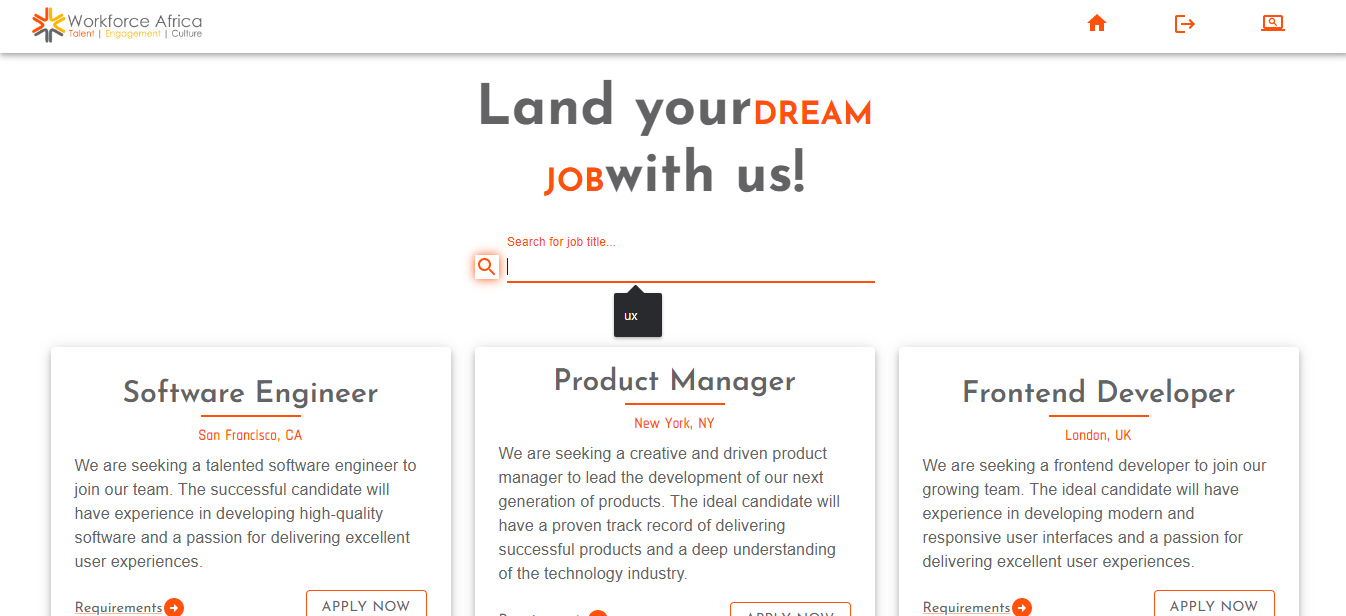 Workforce Africa
Talent | Engagement | Culture
Land yourDREAM
JOBwith us!
Search for job title...
ux
Software Engineer
San Francisco, CA
We are seeking a talented software engineer to
join our team. The successful candidate will
have experience in developing high-quality
software and a passion for delivering excellent
user experiences.
Requirements
APPLY NOW
Product Manager
New York, NY
We are seeking a creative and driven product
manager to lead the development of our next
generation of products. The ideal candidate will
have a proven track record of delivering
successful products and a deep understanding
of the technology industry.
Frontend Developer
London, UK
We are seeking a frontend developer to join our
growing team. The ideal candidate will have
experience in developing modern and
responsive user interfaces and a passion for
delivering excellent user experiences.
Requirements
APPLY NOW